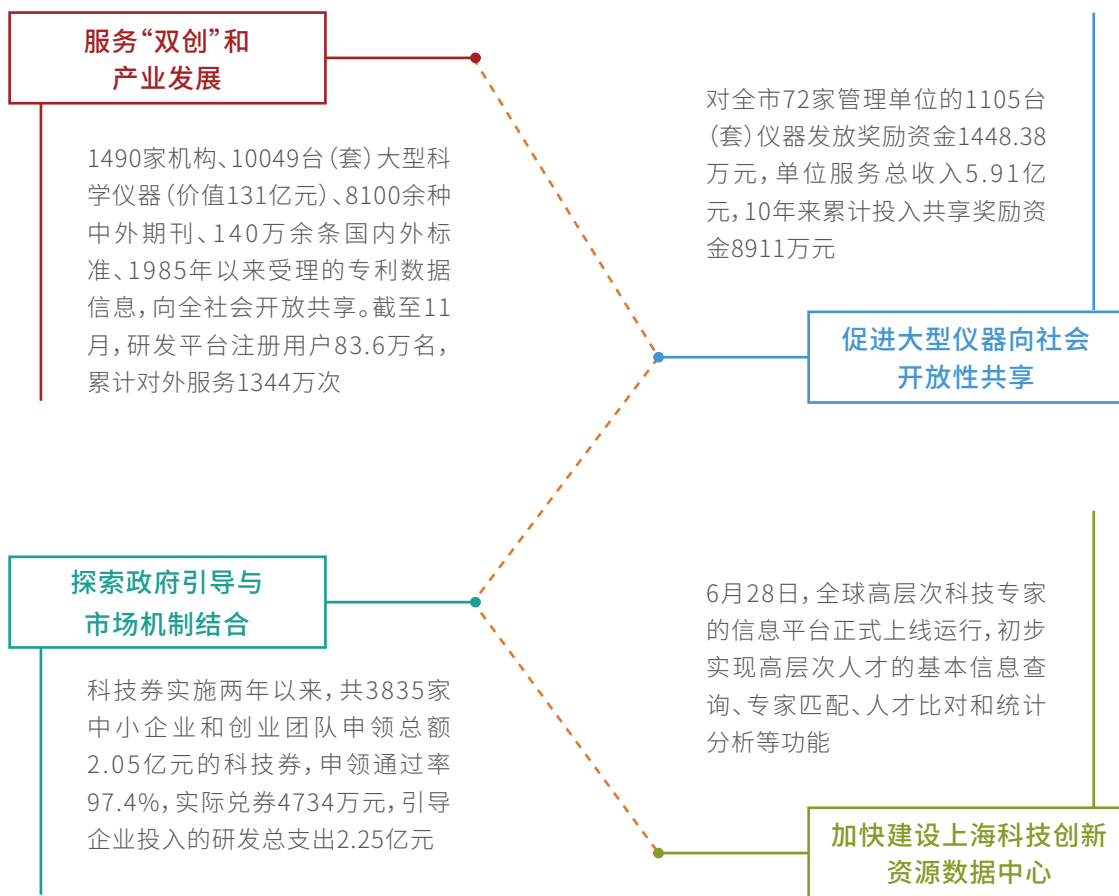 服务“双创”和
产业发展
1490家机构、10049台(套)大型科
学仪器(价值131亿元)、8100余种
中外期刊、140万余条国内外标
准、1985年以来受理的专利数据
信息,向全社会开放共享。截至11
月,研发平台注册用户83.6万名,
累计对外服务1344万次
对全市72家管理单位的1105台
(套)仪器发放奖励资金1448.38
万元,单位服务总收入5.91亿
元,10年来累计投入共享奖励资
金8911万元
促进大型仪器向社会
开放性共享
探索政府引导与
市场机制结合
科技券实施两年以来,共3835家
中小企业和创业团队申领总额
2.05亿元的科技券,申领通过率
97.4%,实际兑券4734万元,引导
企业投入的研发总支出2.25亿元
6月28日,全球高层次科技专家
的信息平台正式上线运行,初步
实现高层次人才的基本信息查
询、专家匹配、人才比对和统计
分析等功能
加快建设上海科技创新
资源数据中心